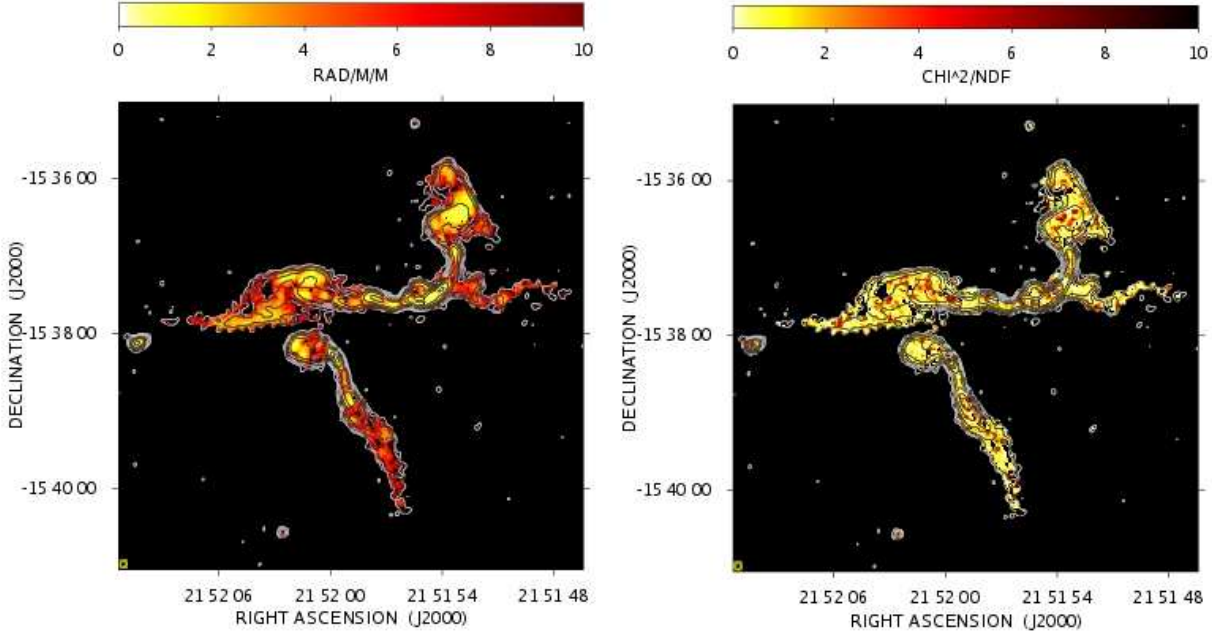 0 2 4 6 8 10
RAD/M/M
DECLINATION (J2000)
-15 36 00
-15 38 00
-15 40 00
21 52 06 21 52 00 21 51 54 21 51 48
RIGHT ASCENSION (J2000)
0 2 4 6 8 10
CHI^2/NDF
DECLINATION (J2000)
-15 36 00
-15 38 00
-15 40 00
21 52 06 21 52 00 21 51 54 21 51 48
RIGHT ASCENSION (J2000)